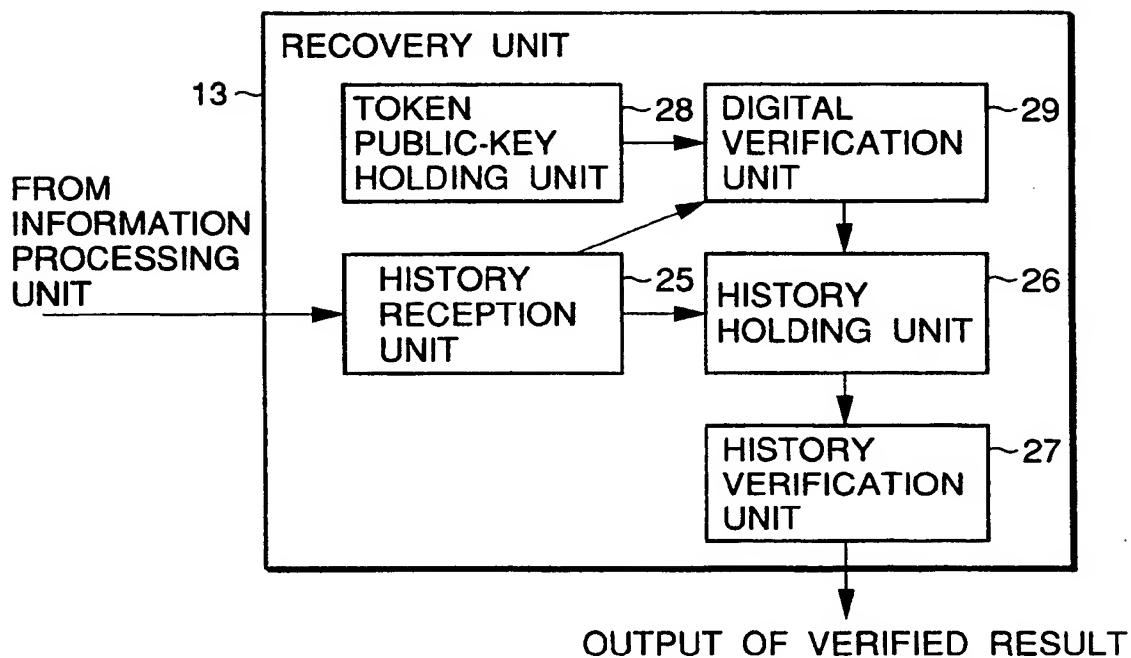 RECOVERY UNIT
13
TOKEN
PUBLIC-KEY
HOLDING UNIT
28
DIGITAL
VERIFICATION
UNIT
29
FROM
INFORMATION
PROCESSING
UNIT
HISTORY
RECEPTION
UNIT
25
HISTORY
HOLDING UNIT
26
HISTORY
VERIFICATION
UNIT
27
OUTPUT OF VERIFIED RESULT